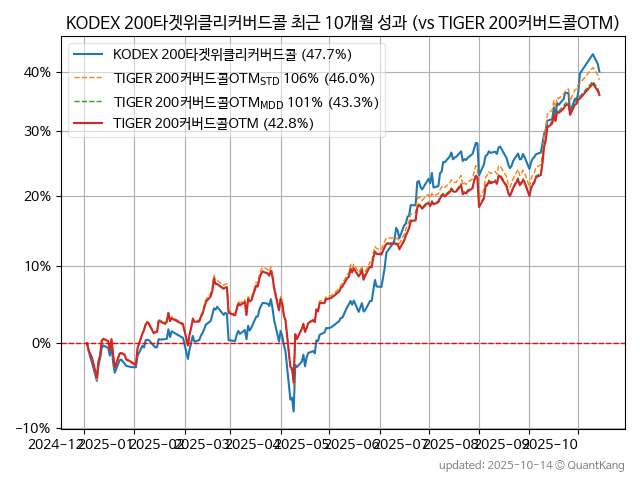 KODEX 200타겟위클리커버드콜 최근 10개월 성과 (vs TIGER 200커버드콜OTM)
KODEX 200타겟위클리커버드콜 (47.7%)
TIGER 200커버드콜OTM STD 106% (46.0%)
TIGER 200커버드콜OTM MDD 101% (43.3%)
TIGER 200커버드콜OTM (42.8%)
40%
30%
20%
10%
0%
−10%
2024-12 2025-01 2025-02 2025-03 2025-04 2025-05 2025-06 2025-07 2025-08 2025-09 2025-10
updated: 2025-10-14 © QuantKang